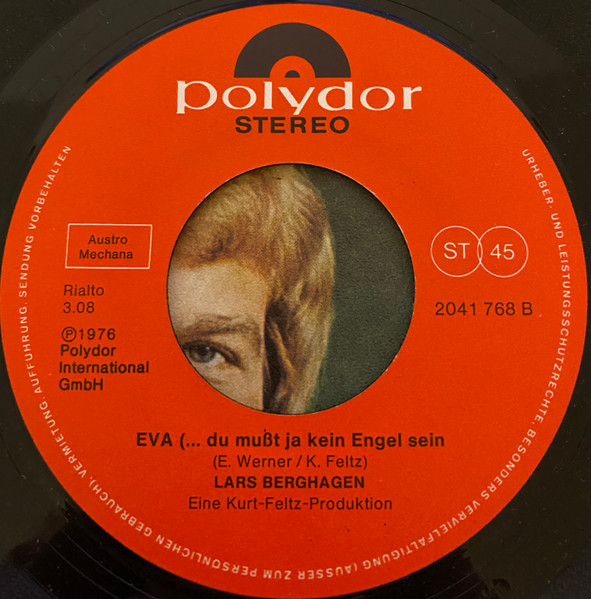 polydor
STEREO
Austro
Mechana
ST 45
Rialto
3.08
2041 768 B
℗1976
Polydor
International
GmbH
EVA (... du mußt ja kein Engel sein
(E. Werner / K. Feltz)
LARS BERGHAGEN
Eine Kurt-Feltz-Produktion
URHEBER- UND LEISTUNGSSCHUTZRECHTE, BESONDERS VERVIELFÄLTIGUNG (AUSSER ZUM PERSÖNLICHEN GEBRAUCH), VERMIETUNG, AUFFÜHRUNG, SENDUNG VORBEHALTEN